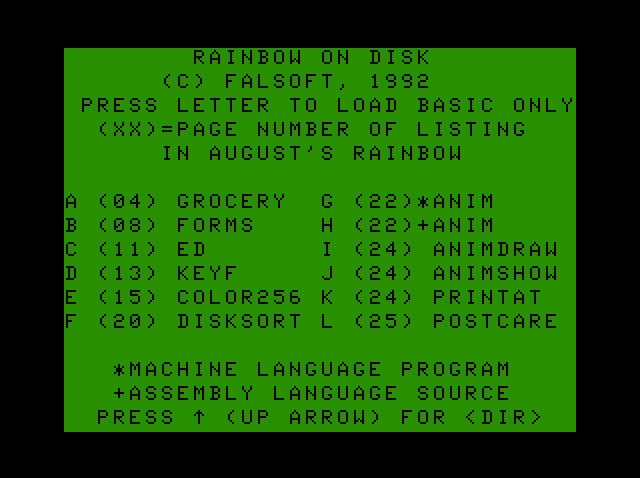 RAINBOW ON DISK
(C) FALSOFT, 1992
PRESS LETTER TO LOAD BASIC ONLY
(XX)=PAGE NUMBER OF LISTING
IN AUGUST'S RAINBOW
A (04) GROCERY G (22)*ANIM
B (08) FORMS H (22)+ANIM
C (11) ED I (24) ANIMDRAW
D (13) KEYF J (24) ANIMSHOW
E (15) COLOR256 K (24) PRINTAT
F (20) DISKSORT L (25) POSTCARE
*MACHINE LANGUAGE PROGRAM
+ASSEMBLY LANGUAGE SOURCE
PRESS ↑ (UP ARROW) FOR <DIR>